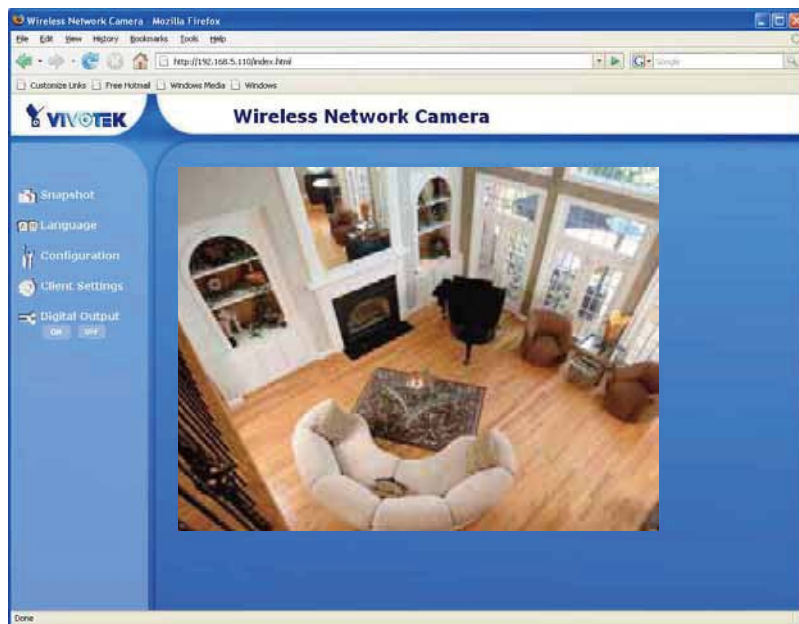 Wireless Network Camera - Mozilla Firefox
File Edit View History Bookmarks Tools Help
http://192.168.5.110/index.html
Google
Customize Links Free Hotmail Windows Media Windows
VIVOTEK
Wireless Network Camera
Snapshot
Language
Configuration
Client Settings
Digital Output
ON OFF
Done